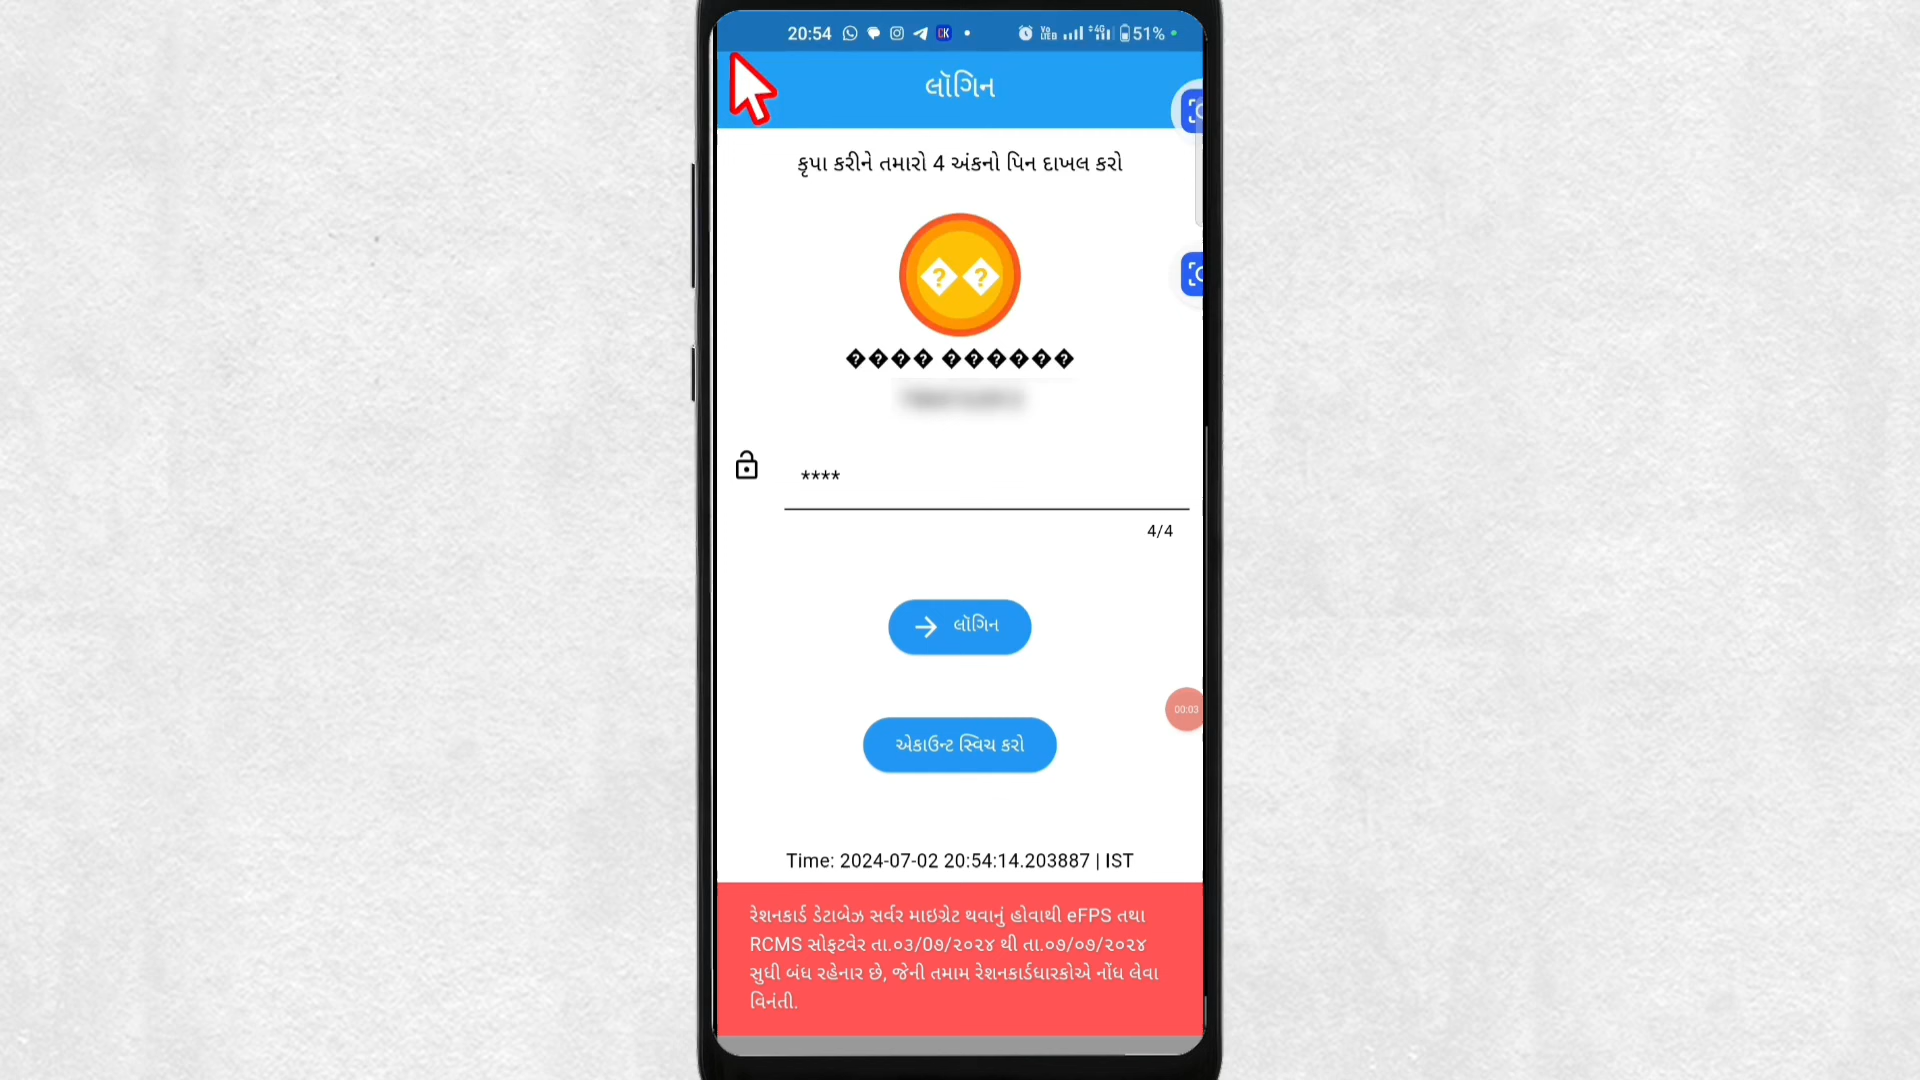 20:54 CK 51%
લૉગિન
કૃપા કરીને તમારો 4 અંકનો પિન દાખલ કરો
�� 
���� ������
****
4/4
લૉગિન
00:03
એકાઉન્ટ સ્વિચ કરો
Time: 2024-07-02 20:54:14.203887 | IST
રેશનકાર્ડ ડેટાબેઝ સર્વર માઇગ્રેટ થવાનું હોવાથી eFPS તથા
RCMS સોફ્ટવેર તા.૦૩/0૭/૨૦૨૪ થી તા.૦૭/૦૭/૨૦૨૪
સુધી બંધ રહેનાર છે, જેની તમામ રેશનકાર્ડધારકોએ નોંધ લેવા
વિનંતી.